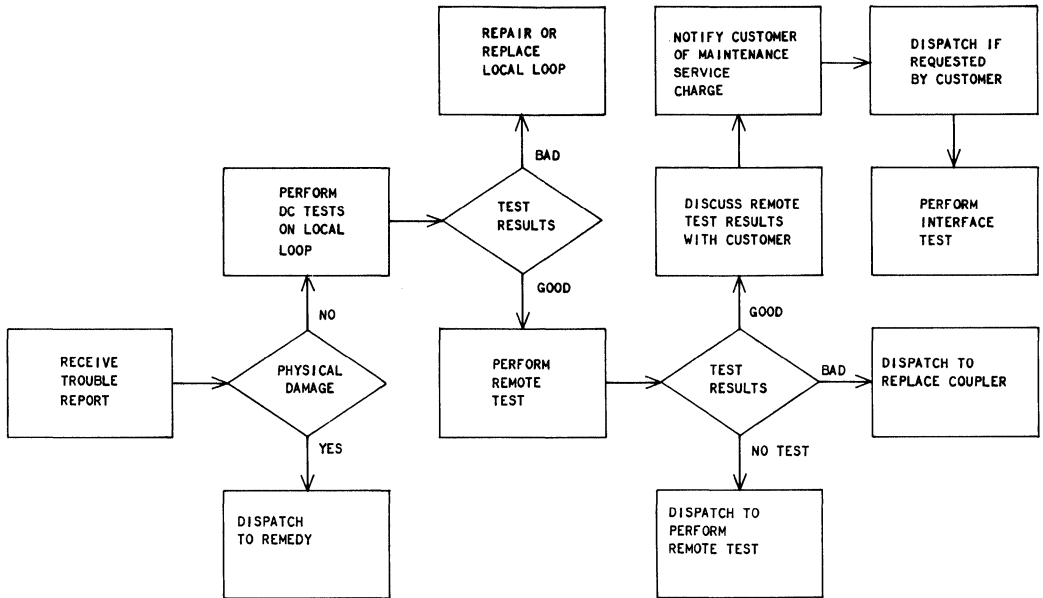 REPAIR OR
REPLACE
LOCAL LOOP
NOTIFY CUSTOMER
OF MAINTENANCE
SERVICE
CHARGE
DISPATCH IF
REQUESTED
BY CUSTOMER
BAD
PERFORM
DC TESTS
ON LOCAL
LOOP
TEST
RESULTS
DISCUSS REMOTE
TEST RESULTS
WITH CUSTOMER
PERFORM
INTERFACE
TEST
GOOD
NO
GOOD
RECEIVE
TROUBLE
REPORT
PHYSICAL
DAMAGE
PERFORM
REMOTE
TEST
TEST
RESULTS
BAD
DISPATCH TO
REPLACE COUPLER
YES
NO TEST
DISPATCH
TO REMEDY
DISPATCH TO
PERFORM
REMOTE TEST